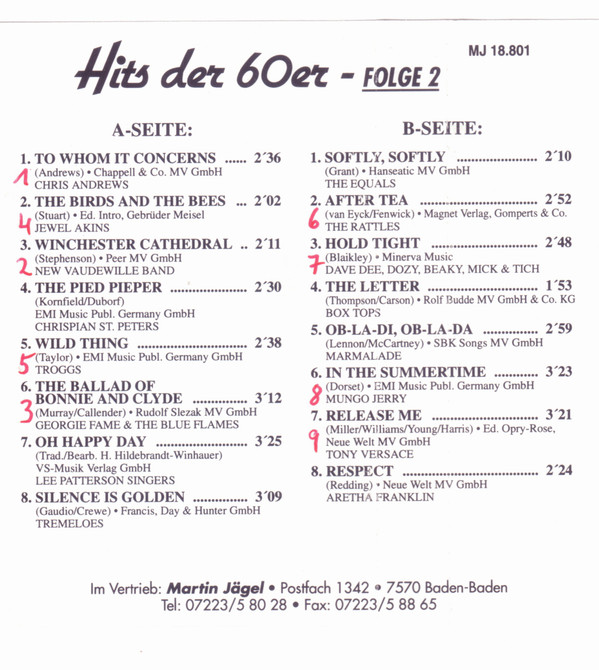 Hits der 60er - FOLGE 2
MJ 18.801
A-SEITE:
1. TO WHOM IT CONCERNS ...... 2´36
(Andrews) • Chappell & Co. MV GmbH
1
CHRIS ANDREWS
2. THE BIRDS AND THE BEES ... 2´02
(Stuart) • Ed. Intro, Gebrüder Meisel
4
JEWEL AKINS
3. WINCHESTER CATHEDRAL .. 2´11
(Stephenson) • Peer MV GmbH
2
NEW VAUDEWILLE BAND
4. THE PIED PIEPER ...................... 2´30
(Kornfield/Duborf)
EMI Music Publ. Germany GmbH
CHRISPIAN ST. PETERS
5. WILD THING ............................ 2´38
5
(Taylor) • EMI Music Publ. Germany GmbH
TROGGS
6. THE BALLAD OF
BONNIE AND CLYDE ................ 3´12
3
(Murray/Callender) • Rudolf Slezak MV GmbH
GEORGIE FAME & THE BLUE FLAMES
7. OH HAPPY DAY ....................... 3´25
(Trad./Bearb. H. Hildebrandt-Winhauer)
VS-Musik Verlag GmbH
LEE PATTERSON SINGERS
8. SILENCE IS GOLDEN ................ 3´09
(Gaudio/Crewe) • Francis, Day & Hunter GmbH
TREMELOES
B-SEITE:
1. SOFTLY, SOFTLY ...................... 2´10
(Grant) • Hanseatic MV GmbH
THE EQUALS
2. AFTER TEA ............................... 2´52
(van Eyck/Fenwick) • Magnet Verlag, Gomperts & Co.
6
THE RATTLES
3. HOLD TIGHT ............................ 2´48
(Blaikley) • Minerva Music
7
DAVE DEE, DOZY, BEAKY, MICK & TICH
4. THE LETTER ............................ 1´53
(Thompson/Carson) • Rolf Budde MV GmbH & Co. KG
BOX TOPS
5. OB-LA-DI, OB-LA-DA ............... 2´59
(Lennon/McCartney) • SBK Songs MV GmbH
MARMALADE
6. IN THE SUMMERTIME ............. 3´23
(Dorset) • EMI Music Publ. Germany GmbH
8
MUNGO JERRY
7. RELEASE ME ............................ 3´21
(Miller/Williams/Young/Harris) • Ed. Opry-Rose,
9
Neue Welt MV GmbH
TONY VERSACE
8. RESPECT .................................. 2´24
(Redding) • Neue Welt MV GmbH
ARETHA FRANKLIN
Im Vertrieb: Martin Jägel • Postfach 1342 • 7570 Baden-Baden
Tel: 07223/5 80 28 • Fax: 07223/5 88 65